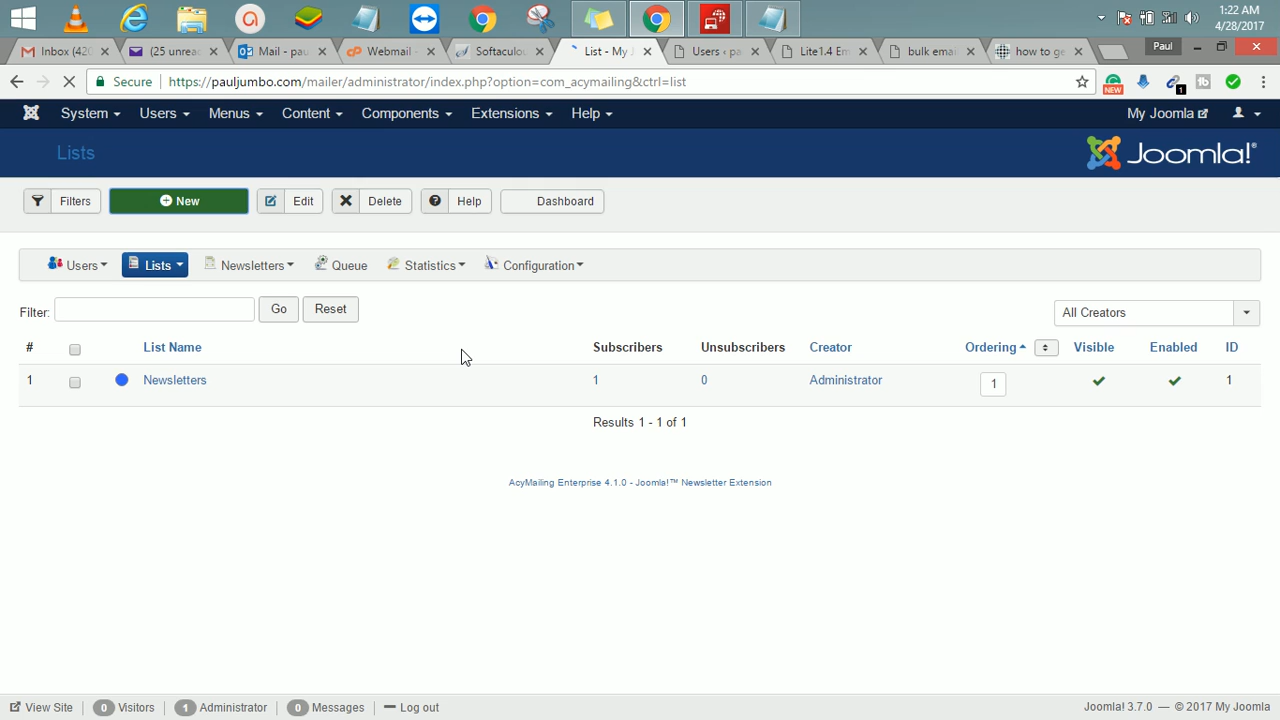 1:22 AM
4/28/2017
Inbox (420
(25 unrea
Mail - pau
Webmail -
Softaculou
List - My J
Users < pa
Lite1.4 Em
bulk emai
how to ge
Paul
Secure https://pauljumbo.com/mailer/administrator/index.php?option=com_acymailing&ctrl=list
NEW
1
System Users Menus Content Components Extensions Help My Joomla
Lists
Joomla!®
Filters New Edit Delete Help Dashboard
Users Lists Newsletters Queue Statistics Configuration
Filter: Go Reset All Creators
# List Name Subscribers Unsubscribers Creator Ordering Visible Enabled ID
1 Newsletters 1 0 Administrator 1 1
Results 1 - 1 of 1
AcyMailing Enterprise 4.1.0 - Joomla!™ Newsletter Extension
View Site 0 Visitors 1 Administrator 0 Messages Log out Joomla! 3.7.0 — © 2017 My Joomla